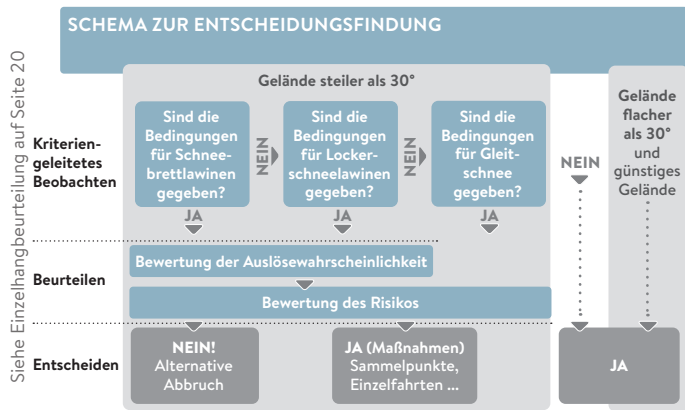 SCHEMA ZUR ENTSCHEIDUNGSFINDUNG
Siehe Einzelhangbeurteilung auf Seite 20
Gelände steiler als 30°
Kriterien-
geleitetes
Beobachten
Sind die
Bedingungen
für Schnee-
brettlawinen
gegeben?
NEIN
Sind die
Bedingungen
für Locker-
schneelawinen
gegeben?
NEIN
Sind die
Bedingungen
für Gleit-
schnee
gegeben?
NEIN
Gelände
flacher
als 30°
und
günstiges
Gelände
JA
JA
JA
Beurteilen
Bewertung der Auslösewahrscheinlichkeit
Bewertung des Risikos
Entscheiden
NEIN!
Alternative
Abbruch
JA (Maßnahmen)
Sammelpunkte,
Einzelfahrten ...
JA